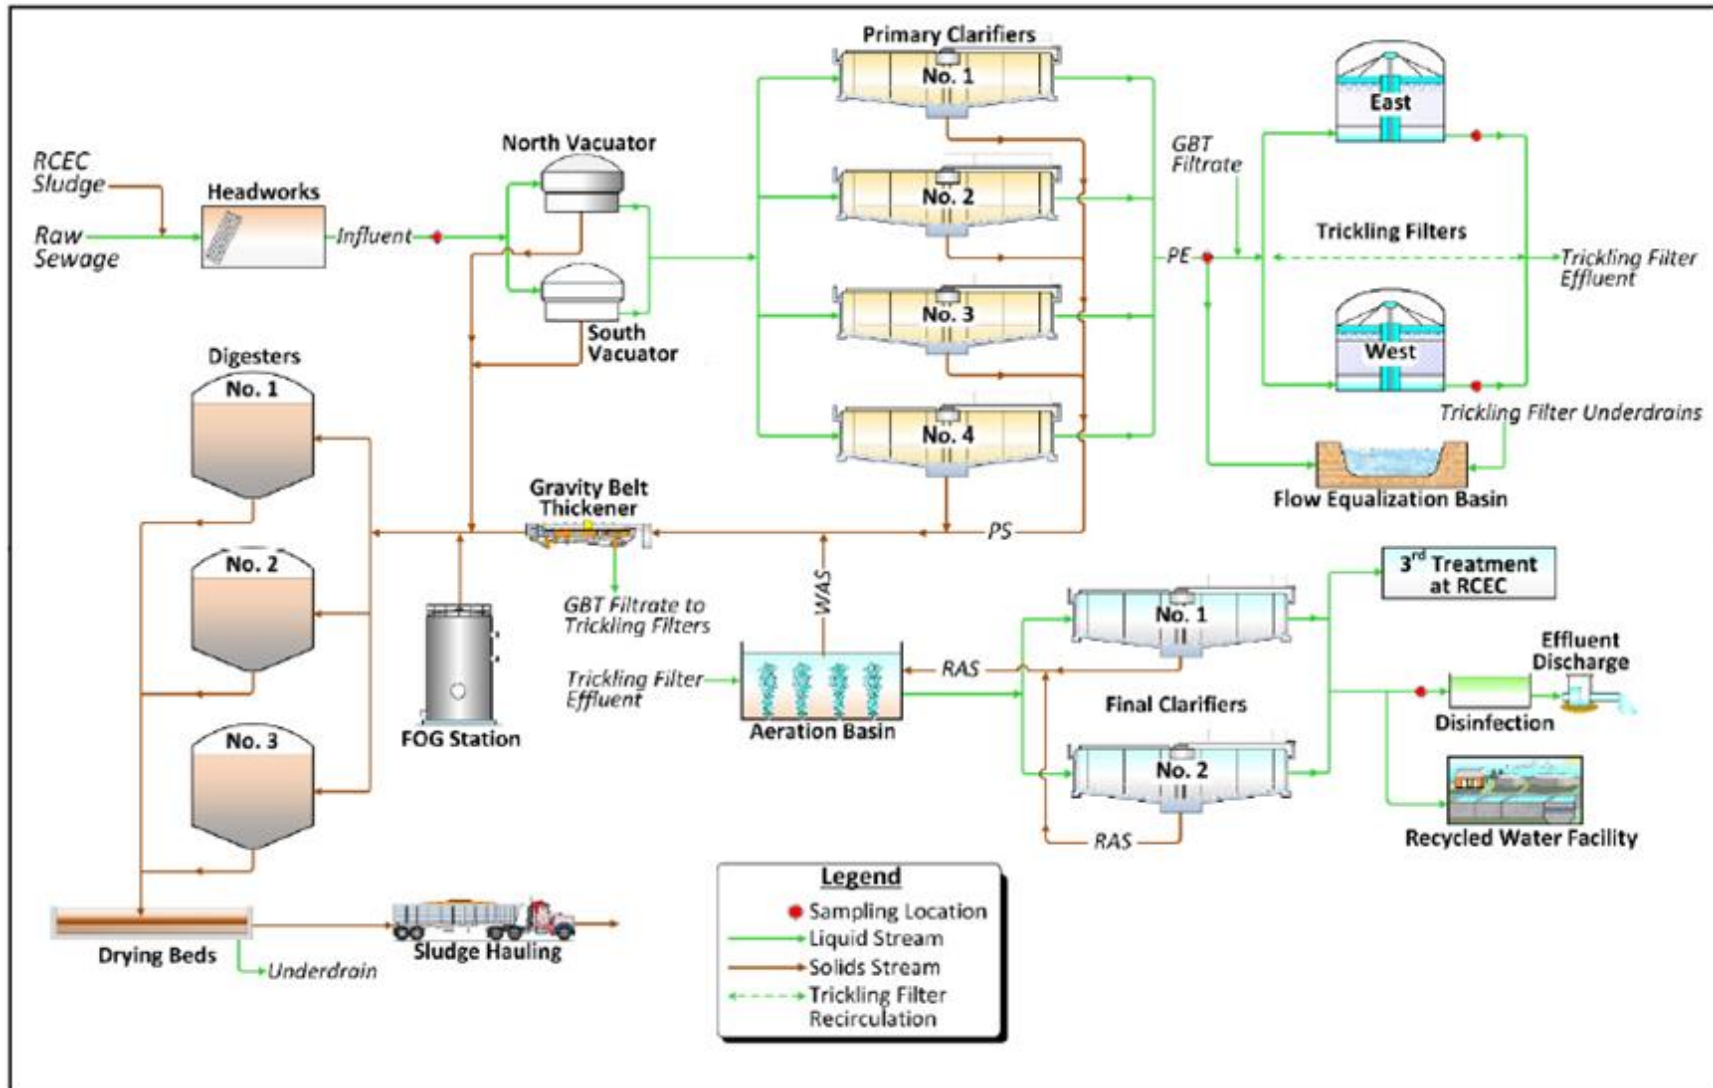 Primary Clarifiers
No. 1
No. 2
No. 3
No. 4
RCEC
Sludge
Raw
Sewage
Headworks
Influent
North Vacuator
South
Vacuator
GBT
Filtrate
PE
East
Trickling Filters
West
Trickling Filter
Effluent
Trickling Filter Underdrains
Flow Equalization Basin
Digesters
No. 1
No. 2
No. 3
Gravity Belt
Thickener
PS
WAS
GBT Filtrate to
Trickling Filters
FOG Station
Trickling Filter
Effluent
Aeration Basin
RAS
RAS
No. 1
Final Clarifiers
No. 2
3rd Treatment
at RCEC
Effluent
Discharge
Disinfection
Recycled Water Facility
Drying Beds
Underdrain
Sludge Hauling
Legend
Sampling Location
Liquid Stream
Solids Stream
Trickling Filter
Recirculation